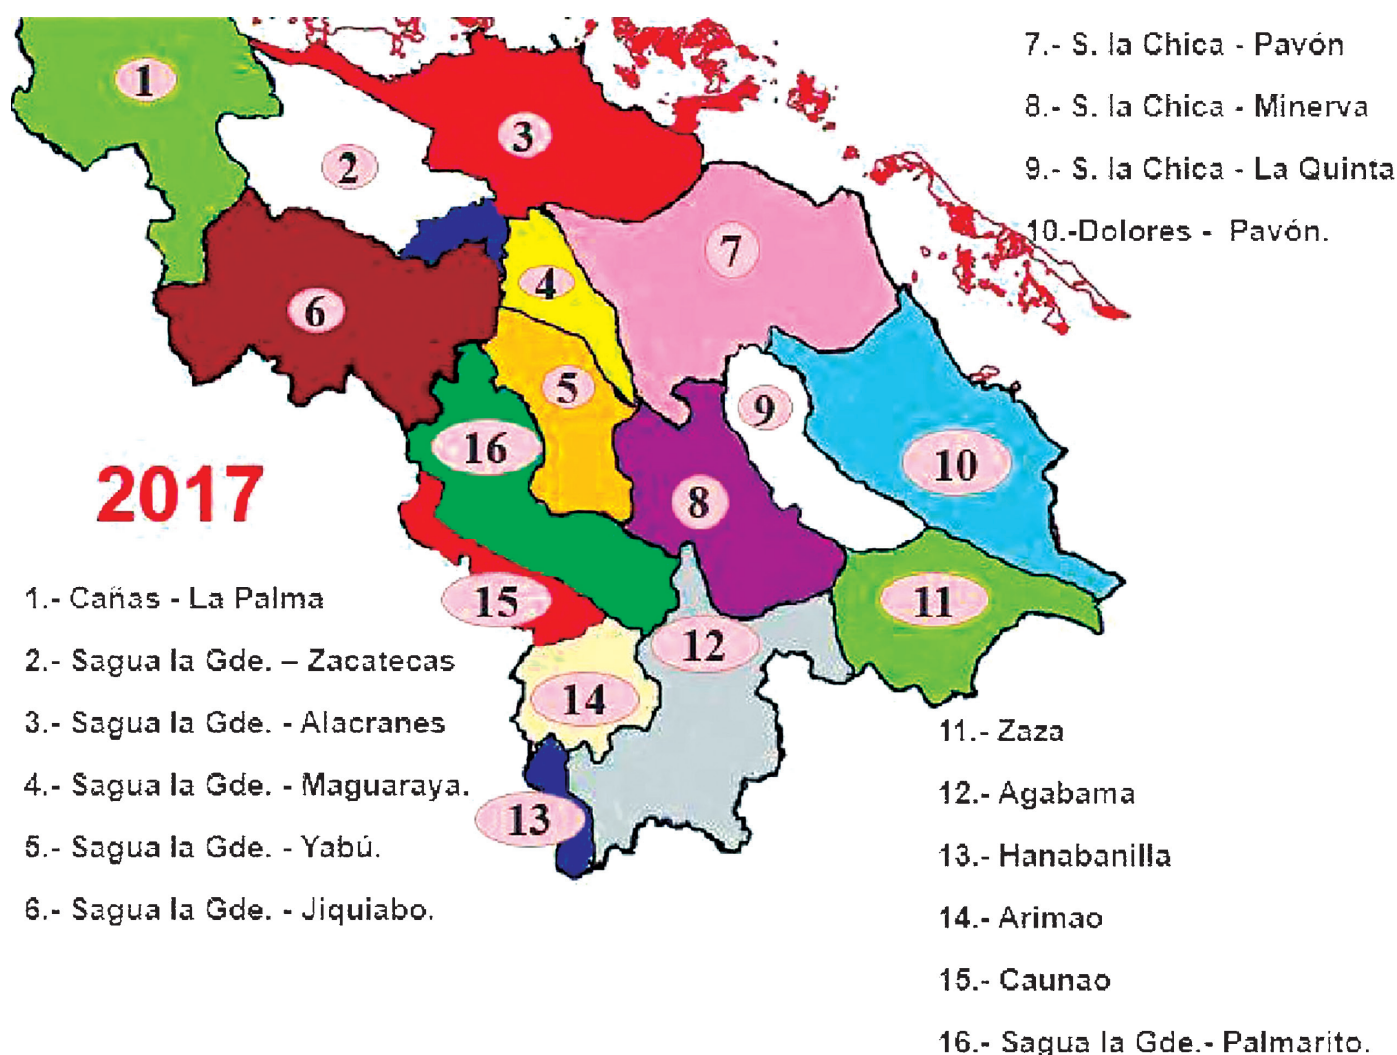 7.- S. la Chica - Pavón
8.- S. la Chica - Minerva
9.- S. la Chica - La Quinta
10.-Dolores - Pavón.
1
2
3
4
5
6
7
8
9
10
11
12
13
14
15
16
2017
1.- Cañas - La Palma
2.- Sagua la Gde. – Zacatecas
3.- Sagua la Gde. - Alacranes
4.- Sagua la Gde. - Maguaraya.
5.- Sagua la Gde. - Yabú.
6.- Sagua la Gde. - Jiquiabo.
11.- Zaza
12.- Agabama
13.- Hanabanilla
14.- Arimao
15.- Caunao
16.- Sagua la Gde.- Palmarito.